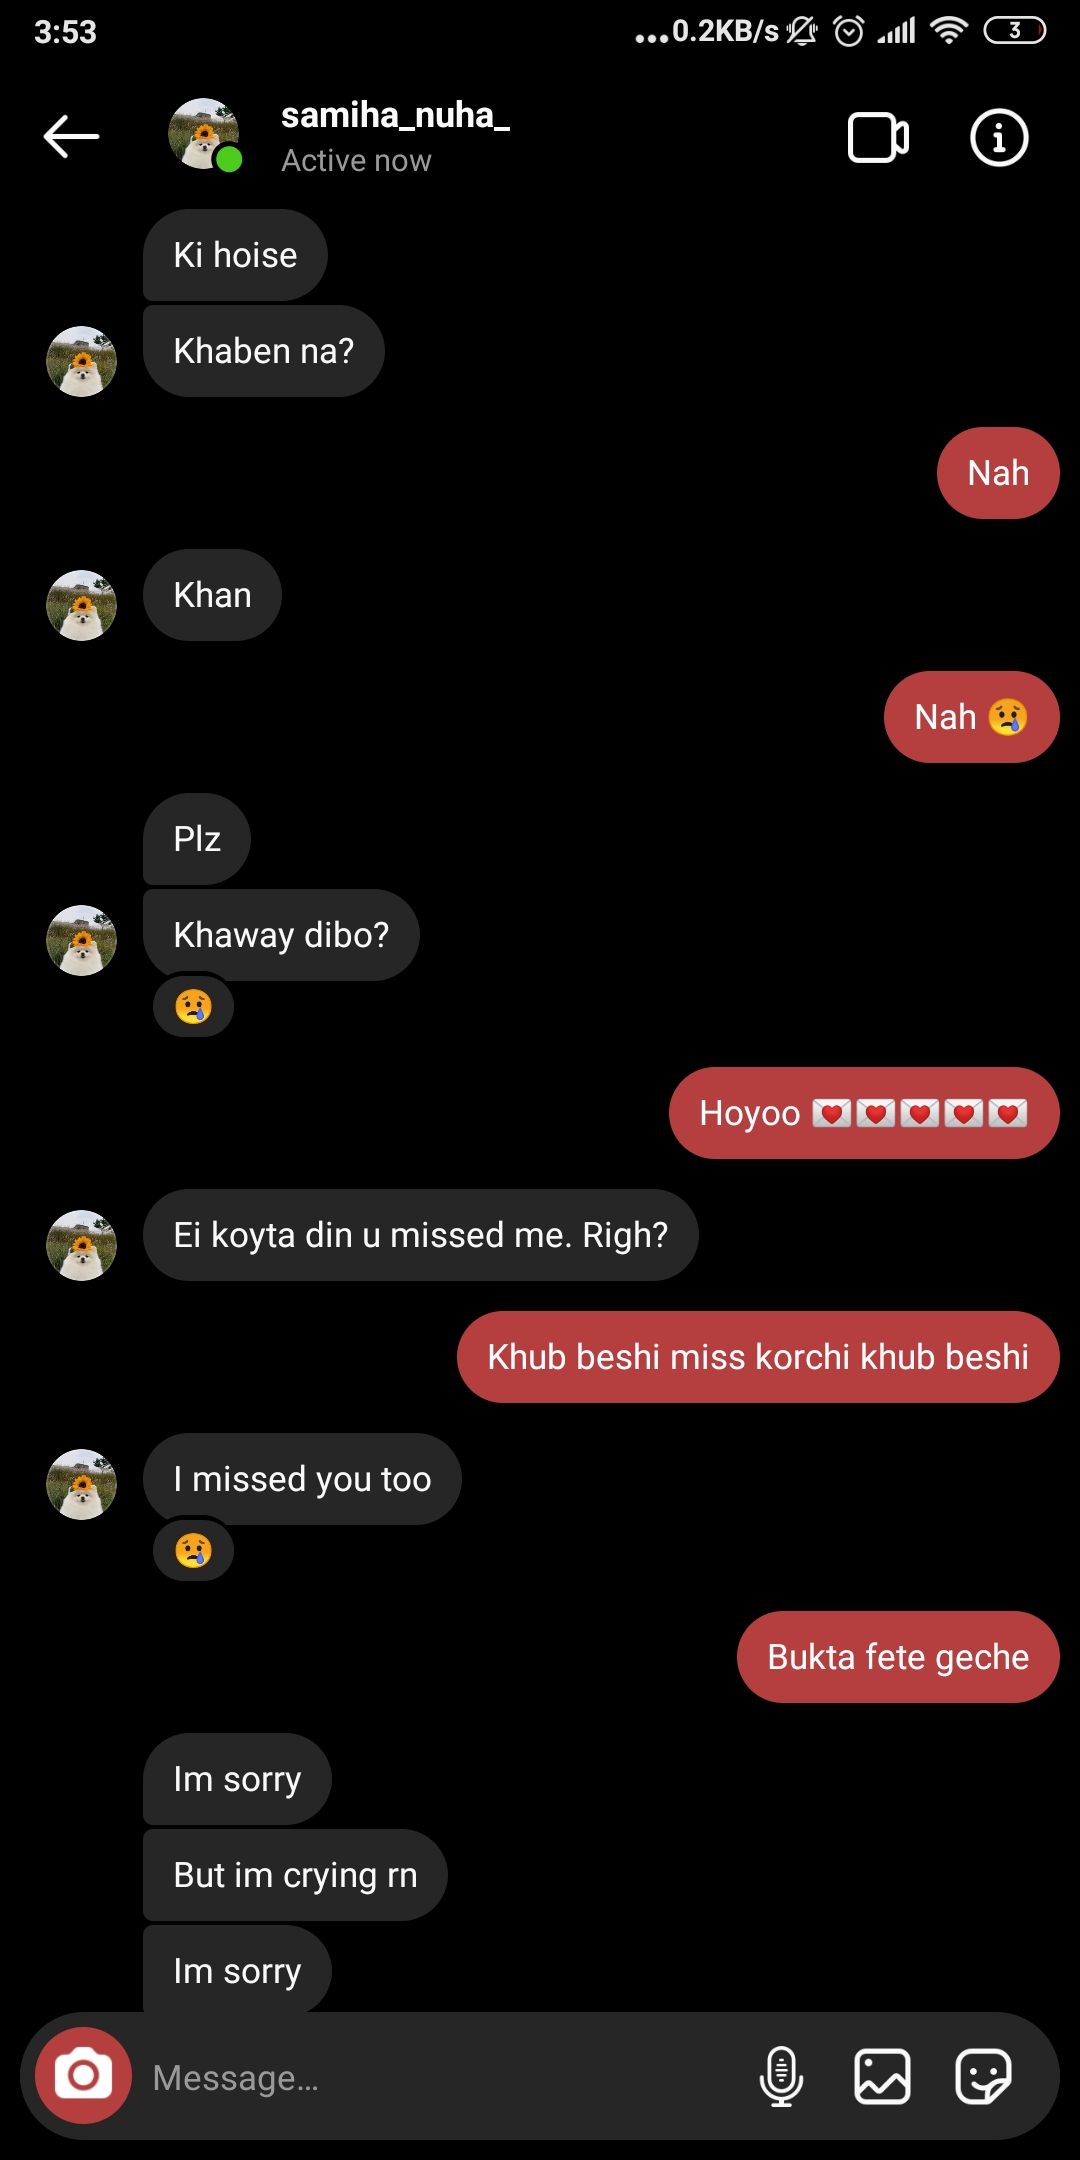 3:53
...0.2KB/s
3
samiha_nuha_
Active now
Ki hoise
Khaben na?
Nah
Khan
Nah 😢
Plz
Khaway dibo?
😢
Hoyoo 💌💌💌💌💌
Ei koyta din u missed me. Righ?
Khub beshi miss korchi khub beshi
I missed you too
😢
Bukta fete geche
Im sorry
But im crying rn
Im sorry
Message...